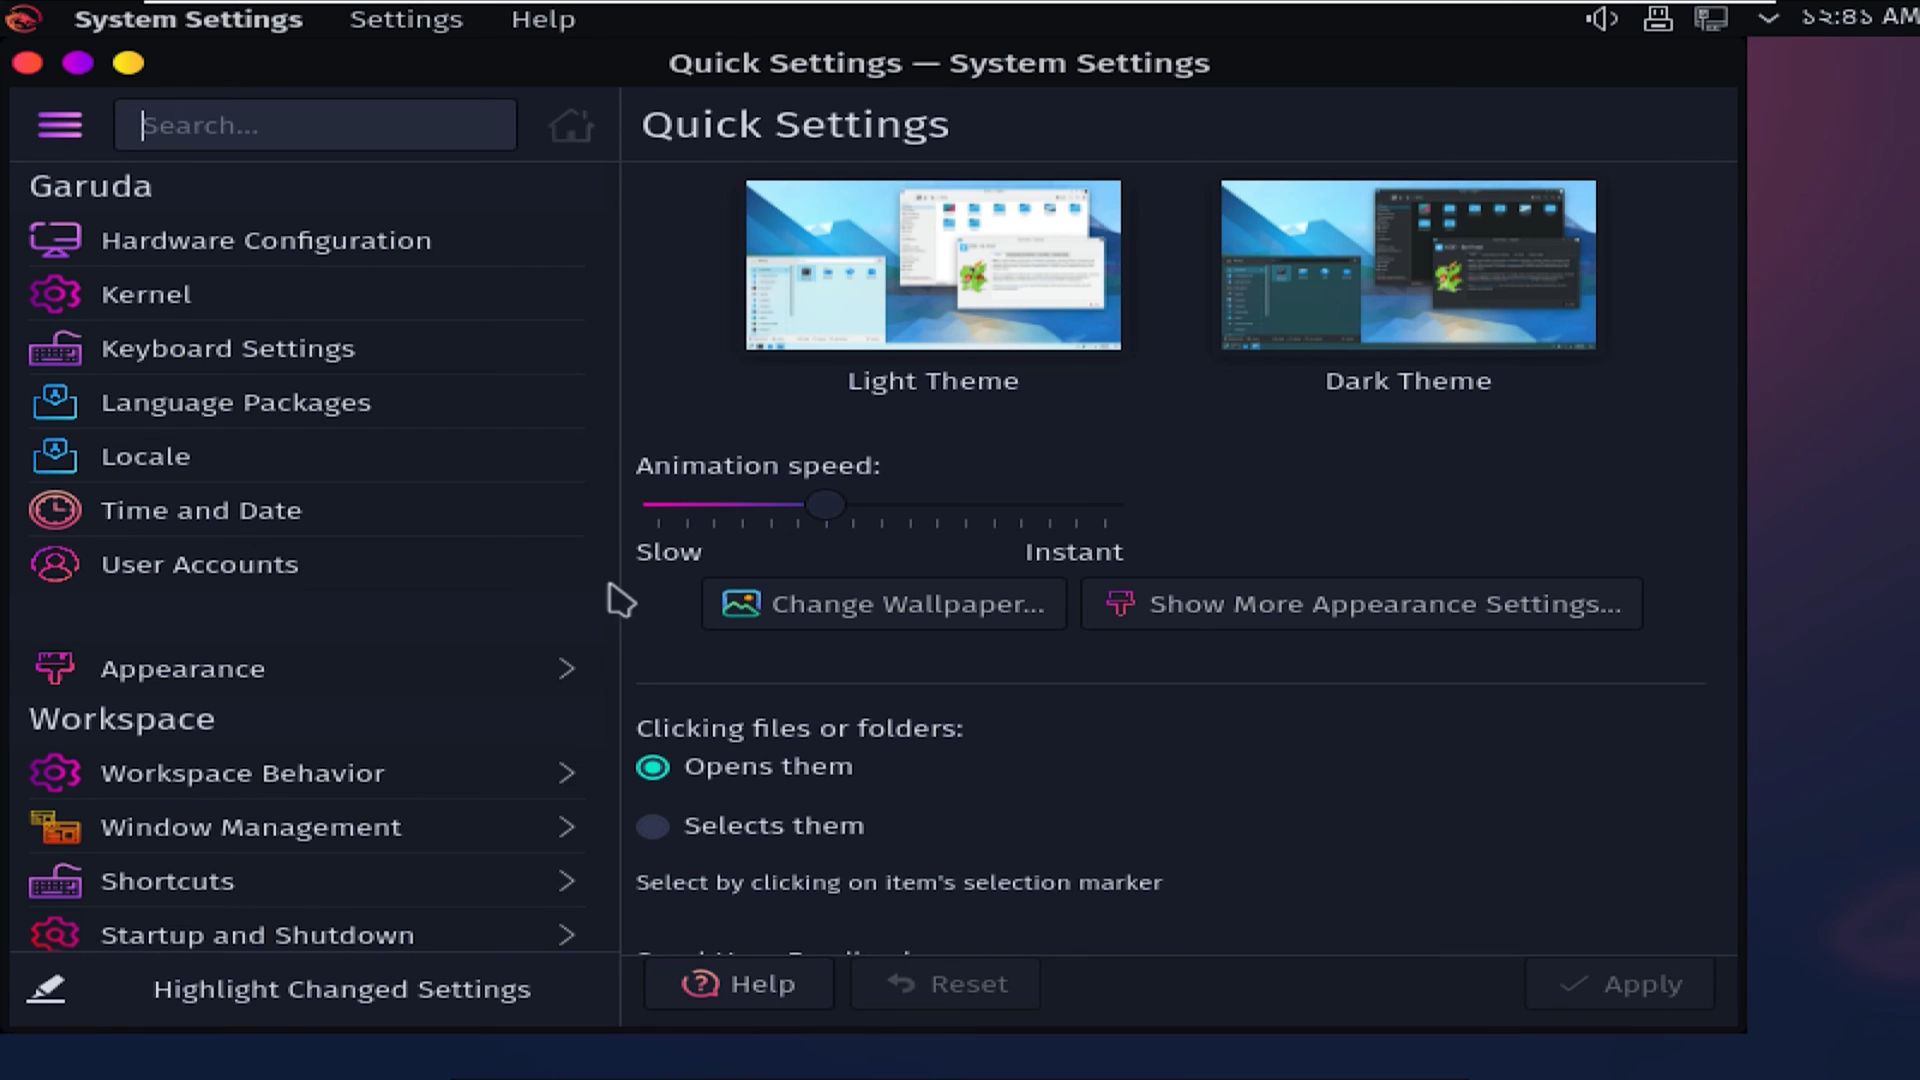 System Settings Settings Help
১২:৪১ AM
Quick Settings — System Settings
Search...
Quick Settings
Garuda
Hardware Configuration
Kernel
Keyboard Settings
Language Packages
Locale
Time and Date
User Accounts
Appearance
Workspace
Workspace Behavior
Window Management
Shortcuts
Startup and Shutdown
Highlight Changed Settings
Light Theme
Dark Theme
Animation speed:
Slow
Instant
Change Wallpaper...
Show More Appearance Settings...
Clicking files or folders:
Opens them
Selects them
Select by clicking on item's selection marker
Help
Reset
Apply